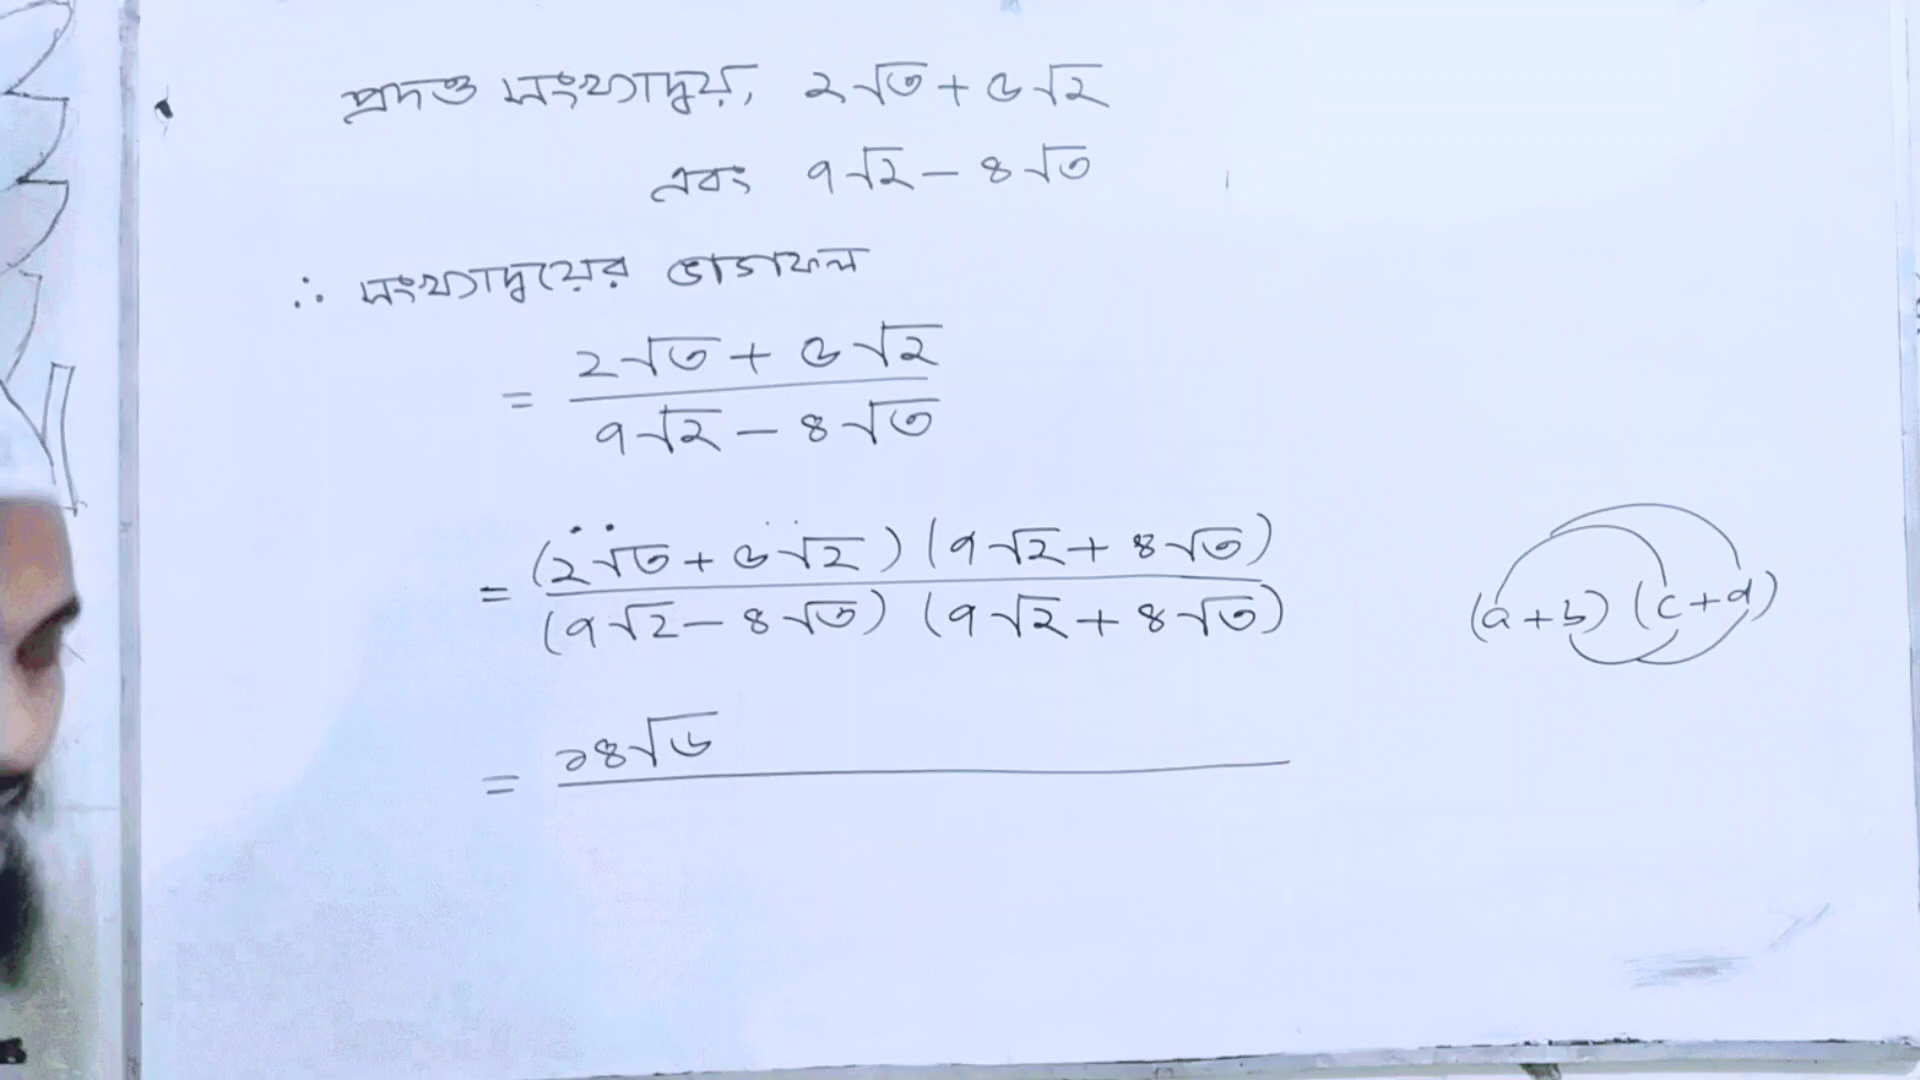 প্রদত্ত সংখ্যাদ্বয়, ২√৩ + ৫√২
এবং ৭√২ − ৪√৩
∴ সংখ্যাদ্বয়ের ভাগফল
= (২√৩ + ৫√২) / (৭√২ − ৪√৩)
= (২√৩ + ৫√২) (৭√২ + ৪√৩) / (৭√২ − ৪√৩) (৭√২ + ৪√৩)
(a + b) (c + d)
= ১৪√৬